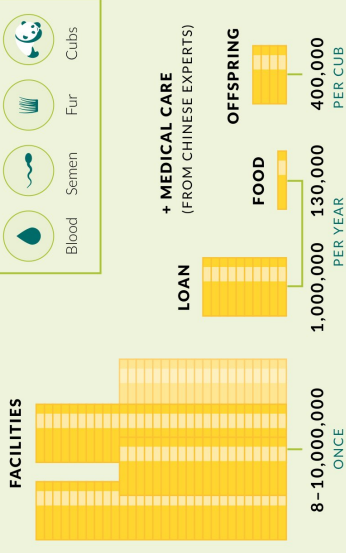 Blood
Semen
Fur
Cubs
FACILITIES
LOAN
+ MEDICAL CARE
(FROM CHINESE EXPERTS)
FOOD
OFFSPRING
8–10,000,000
ONCE
1,000,000
130,000
PER YEAR
400,000
PER CUB